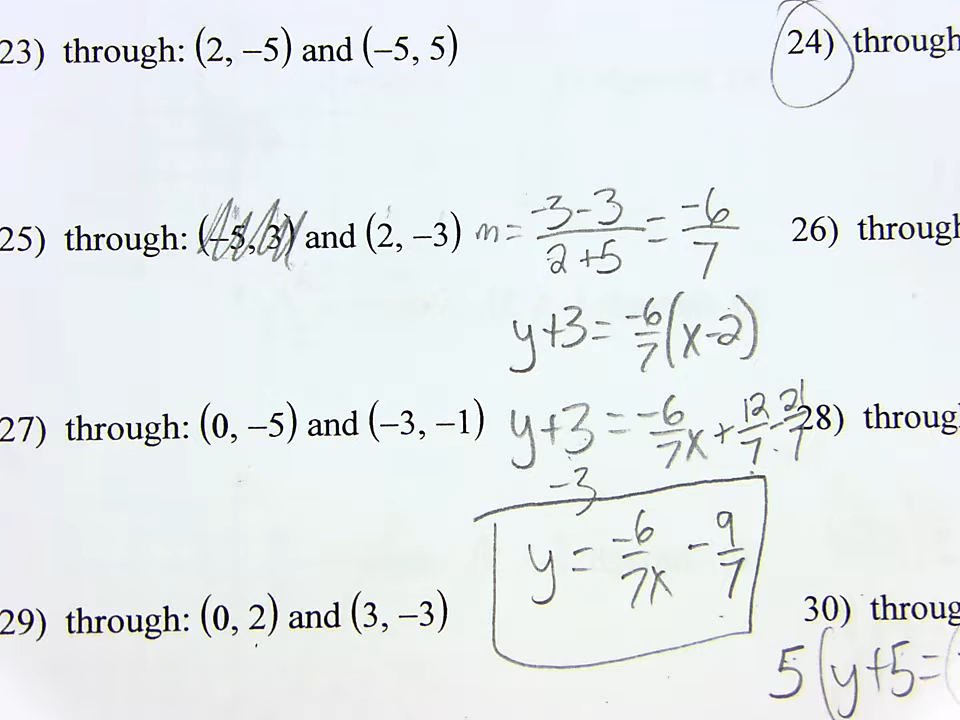 23) through: (2, −5) and (−5, 5)
24) through
25) through: (−5, 3) and (2, −3) m = -3-3 / 2+5 = -6/7
26) through
y+3 = -6/7 (x-2)
27) through: (0, −5) and (−3, −1) y+3 = -6/7x + 12/7 - 21/7
28) through
-3
y = -6/7x - 9/7
29) through: (0, 2) and (3, −3)
30) throug
5(y+5=(